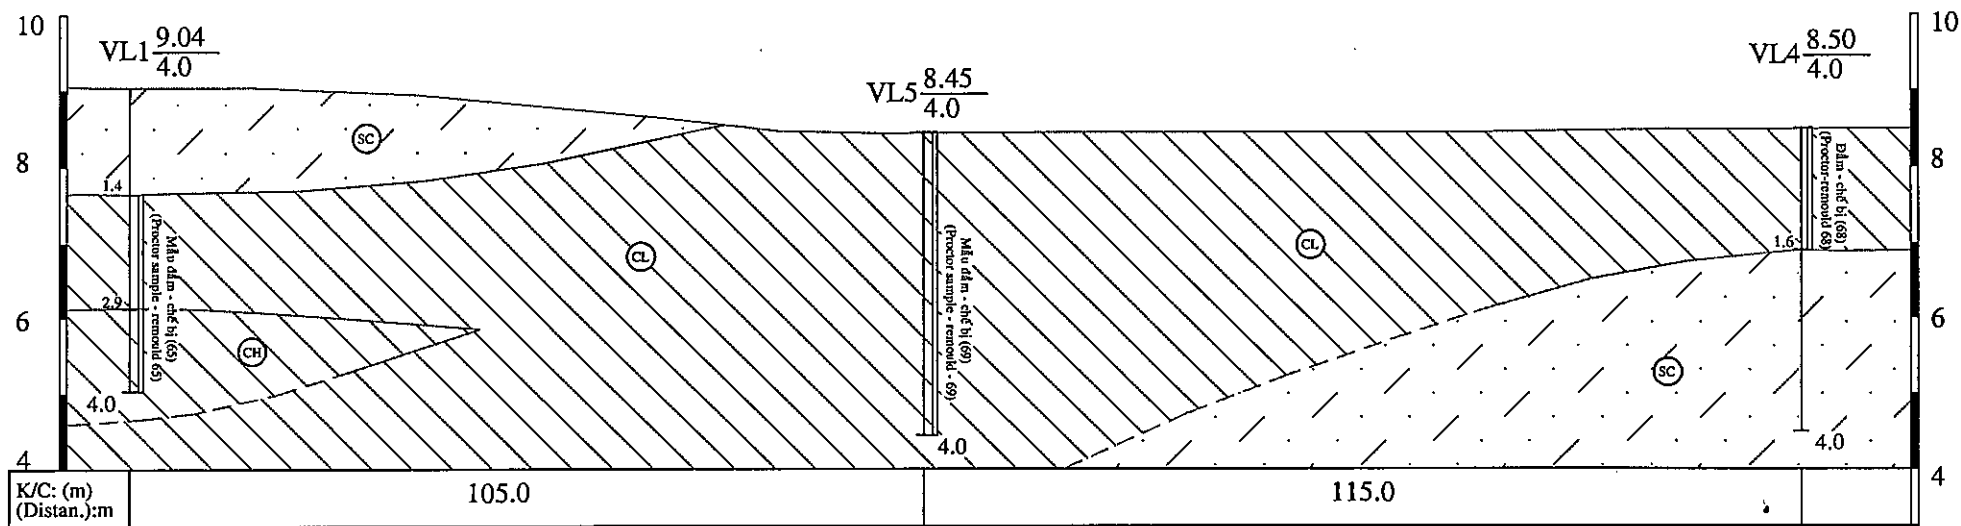 10
VL1 9.04
4.0
VL5 8.45
4.0
VL4 8.50
4.0
10
8
SC
8
1.4
Mẫu đầm - chế bị (65)
(Proctor sample - remould 65)
CL
Mẫu đầm - chế bị (69)
(Proctor sample - remould - 69)
CL
1.6
Đầm - chế bị (68)
(Proctor-remould 68)
2.9
6
6
CH
SC
4.0
4.0
4.0
4
4
K/C: (m)
(Distan.):m
105.0
115.0